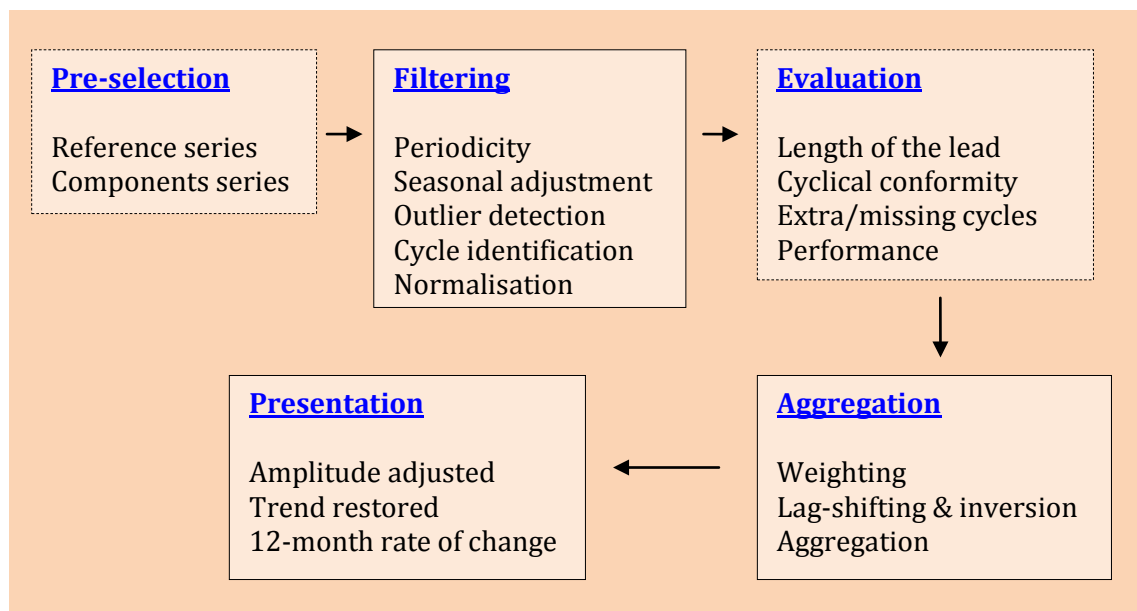 Pre-selection
Reference series
Components series
Filtering
Periodicity
Seasonal adjustment
Outlier detection
Cycle identification
Normalisation
Evaluation
Length of the lead
Cyclical conformity
Extra/missing cycles
Performance
Aggregation
Weighting
Lag-shifting & inversion
Aggregation
Presentation
Amplitude adjusted
Trend restored
12-month rate of change